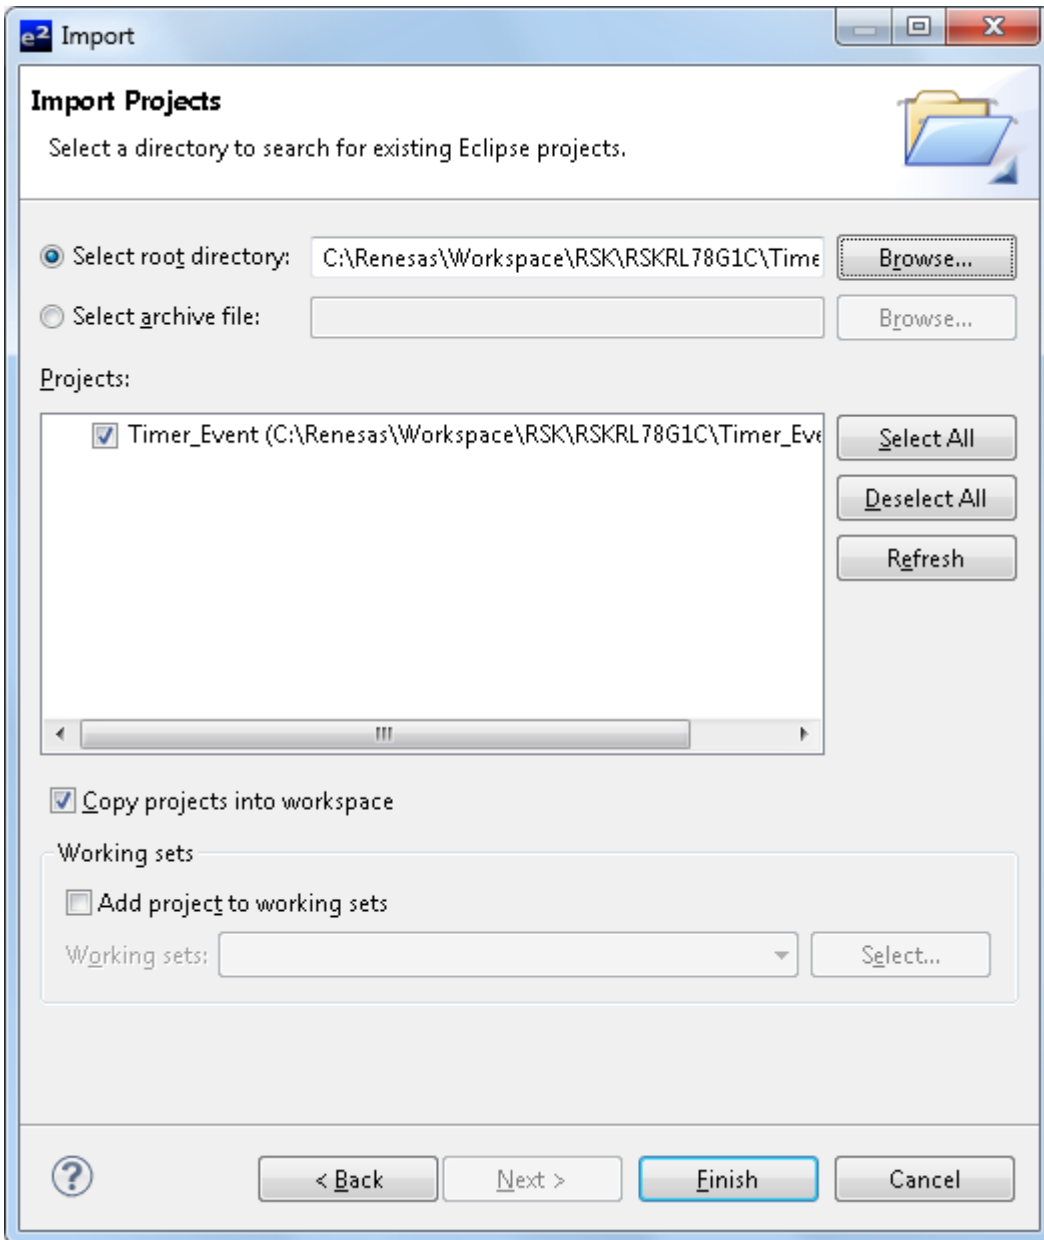 e² Import
Import Projects
Select a directory to search for existing Eclipse projects.
Select root directory: C:\Renesas\Workspace\RSK\RSKRL78G1C\Time Browse...
Select archive file: Browse...
Projects:
Timer_Event (C:\Renesas\Workspace\RSK\RSKRL78G1C\Timer_Eve
Select All
Deselect All
Refresh
Copy projects into workspace
Working sets
Add project to working sets
Working sets: Select...
? < Back Next > Finish Cancel